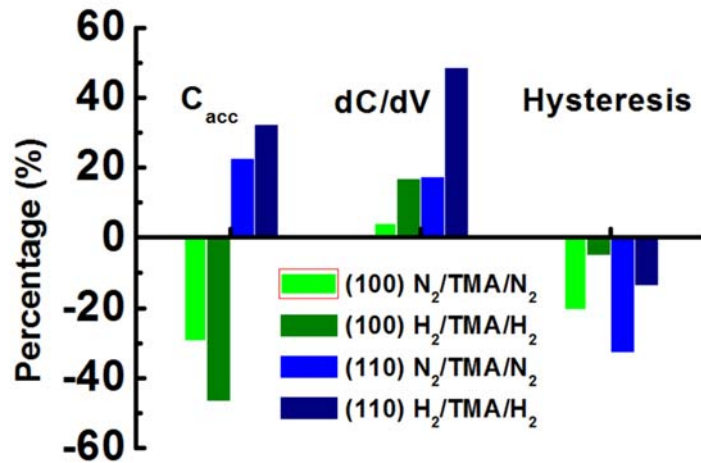 60
40
20
0
-20
-40
-60
Percentage (%)
C_acc
dC/dV
Hysteresis
(100) N₂/TMA/N₂
(100) H₂/TMA/H₂
(110) N₂/TMA/N₂
(110) H₂/TMA/H₂